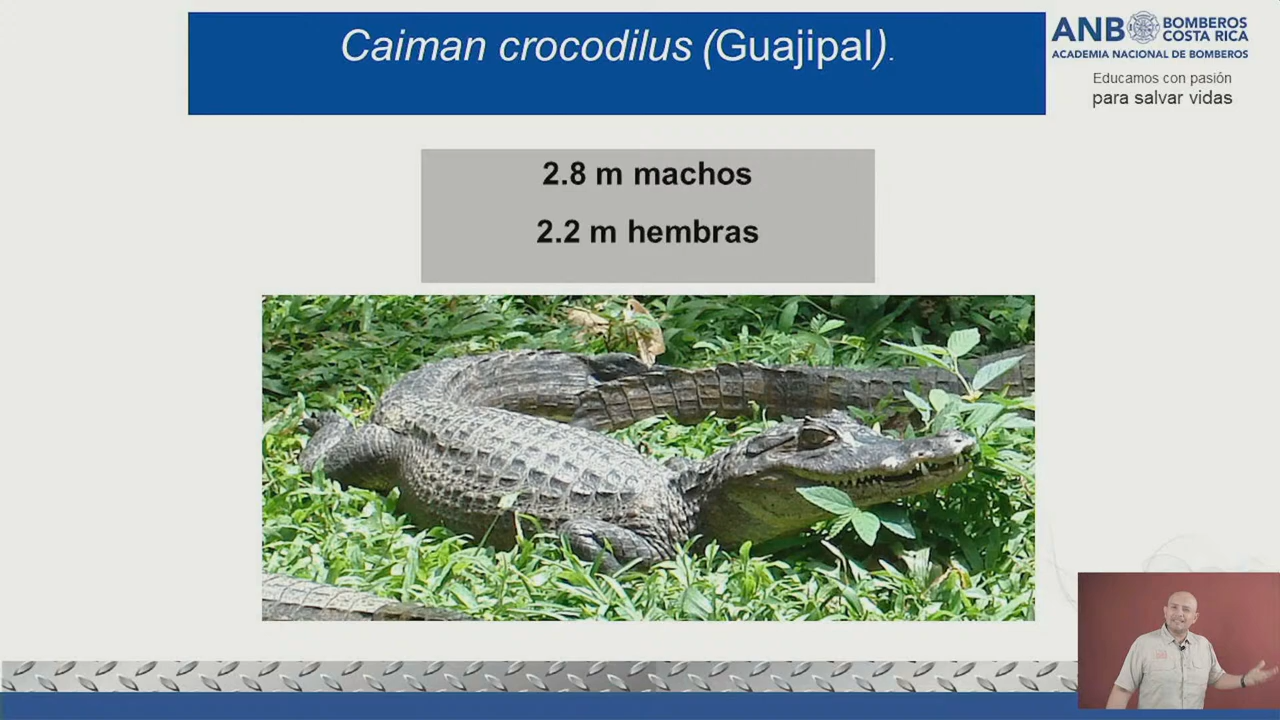 Caiman crocodilus (Guajipal).
ANB BOMBEROS
COSTA RICA
ACADEMIA NACIONAL DE BOMBEROS
Educamos con pasión
para salvar vidas
2.8 m machos
2.2 m hembras